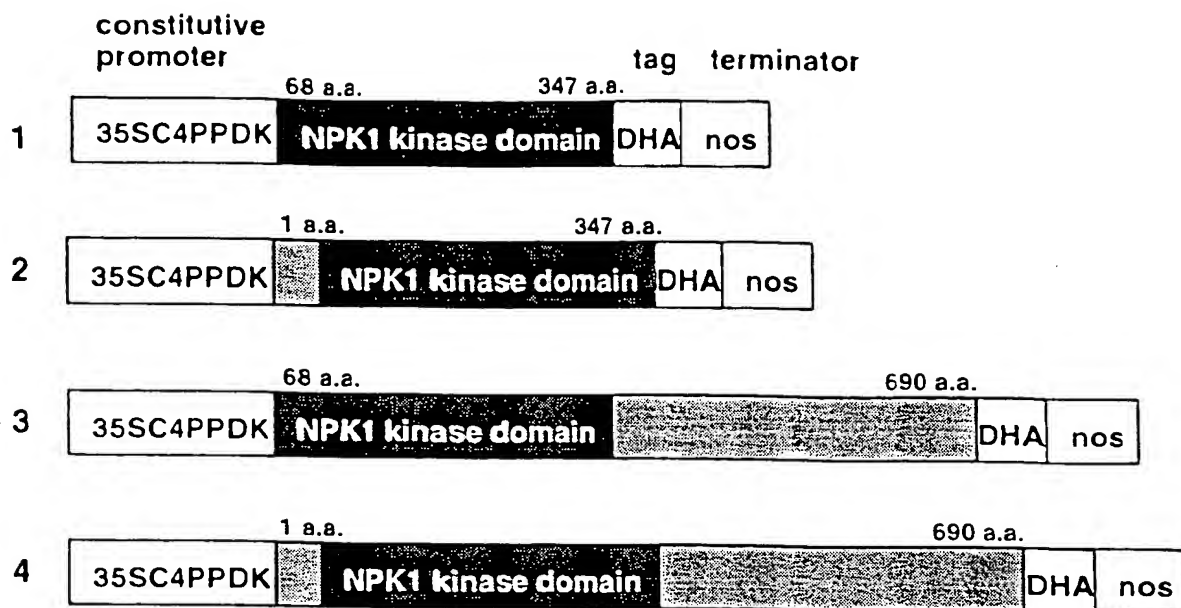 constitutive
promoter
tag terminator
68 a.a. 347 a.a.
1 35SC4PPDK NPK1 kinase domain DHA nos
1 a.a. 347 a.a.
2 35SC4PPDK NPK1 kinase domain DHA nos
68 a.a. 690 a.a.
3 35SC4PPDK NPK1 kinase domain DHA nos
1 a.a. 690 a.a.
4 35SC4PPDK NPK1 kinase domain DHA nos